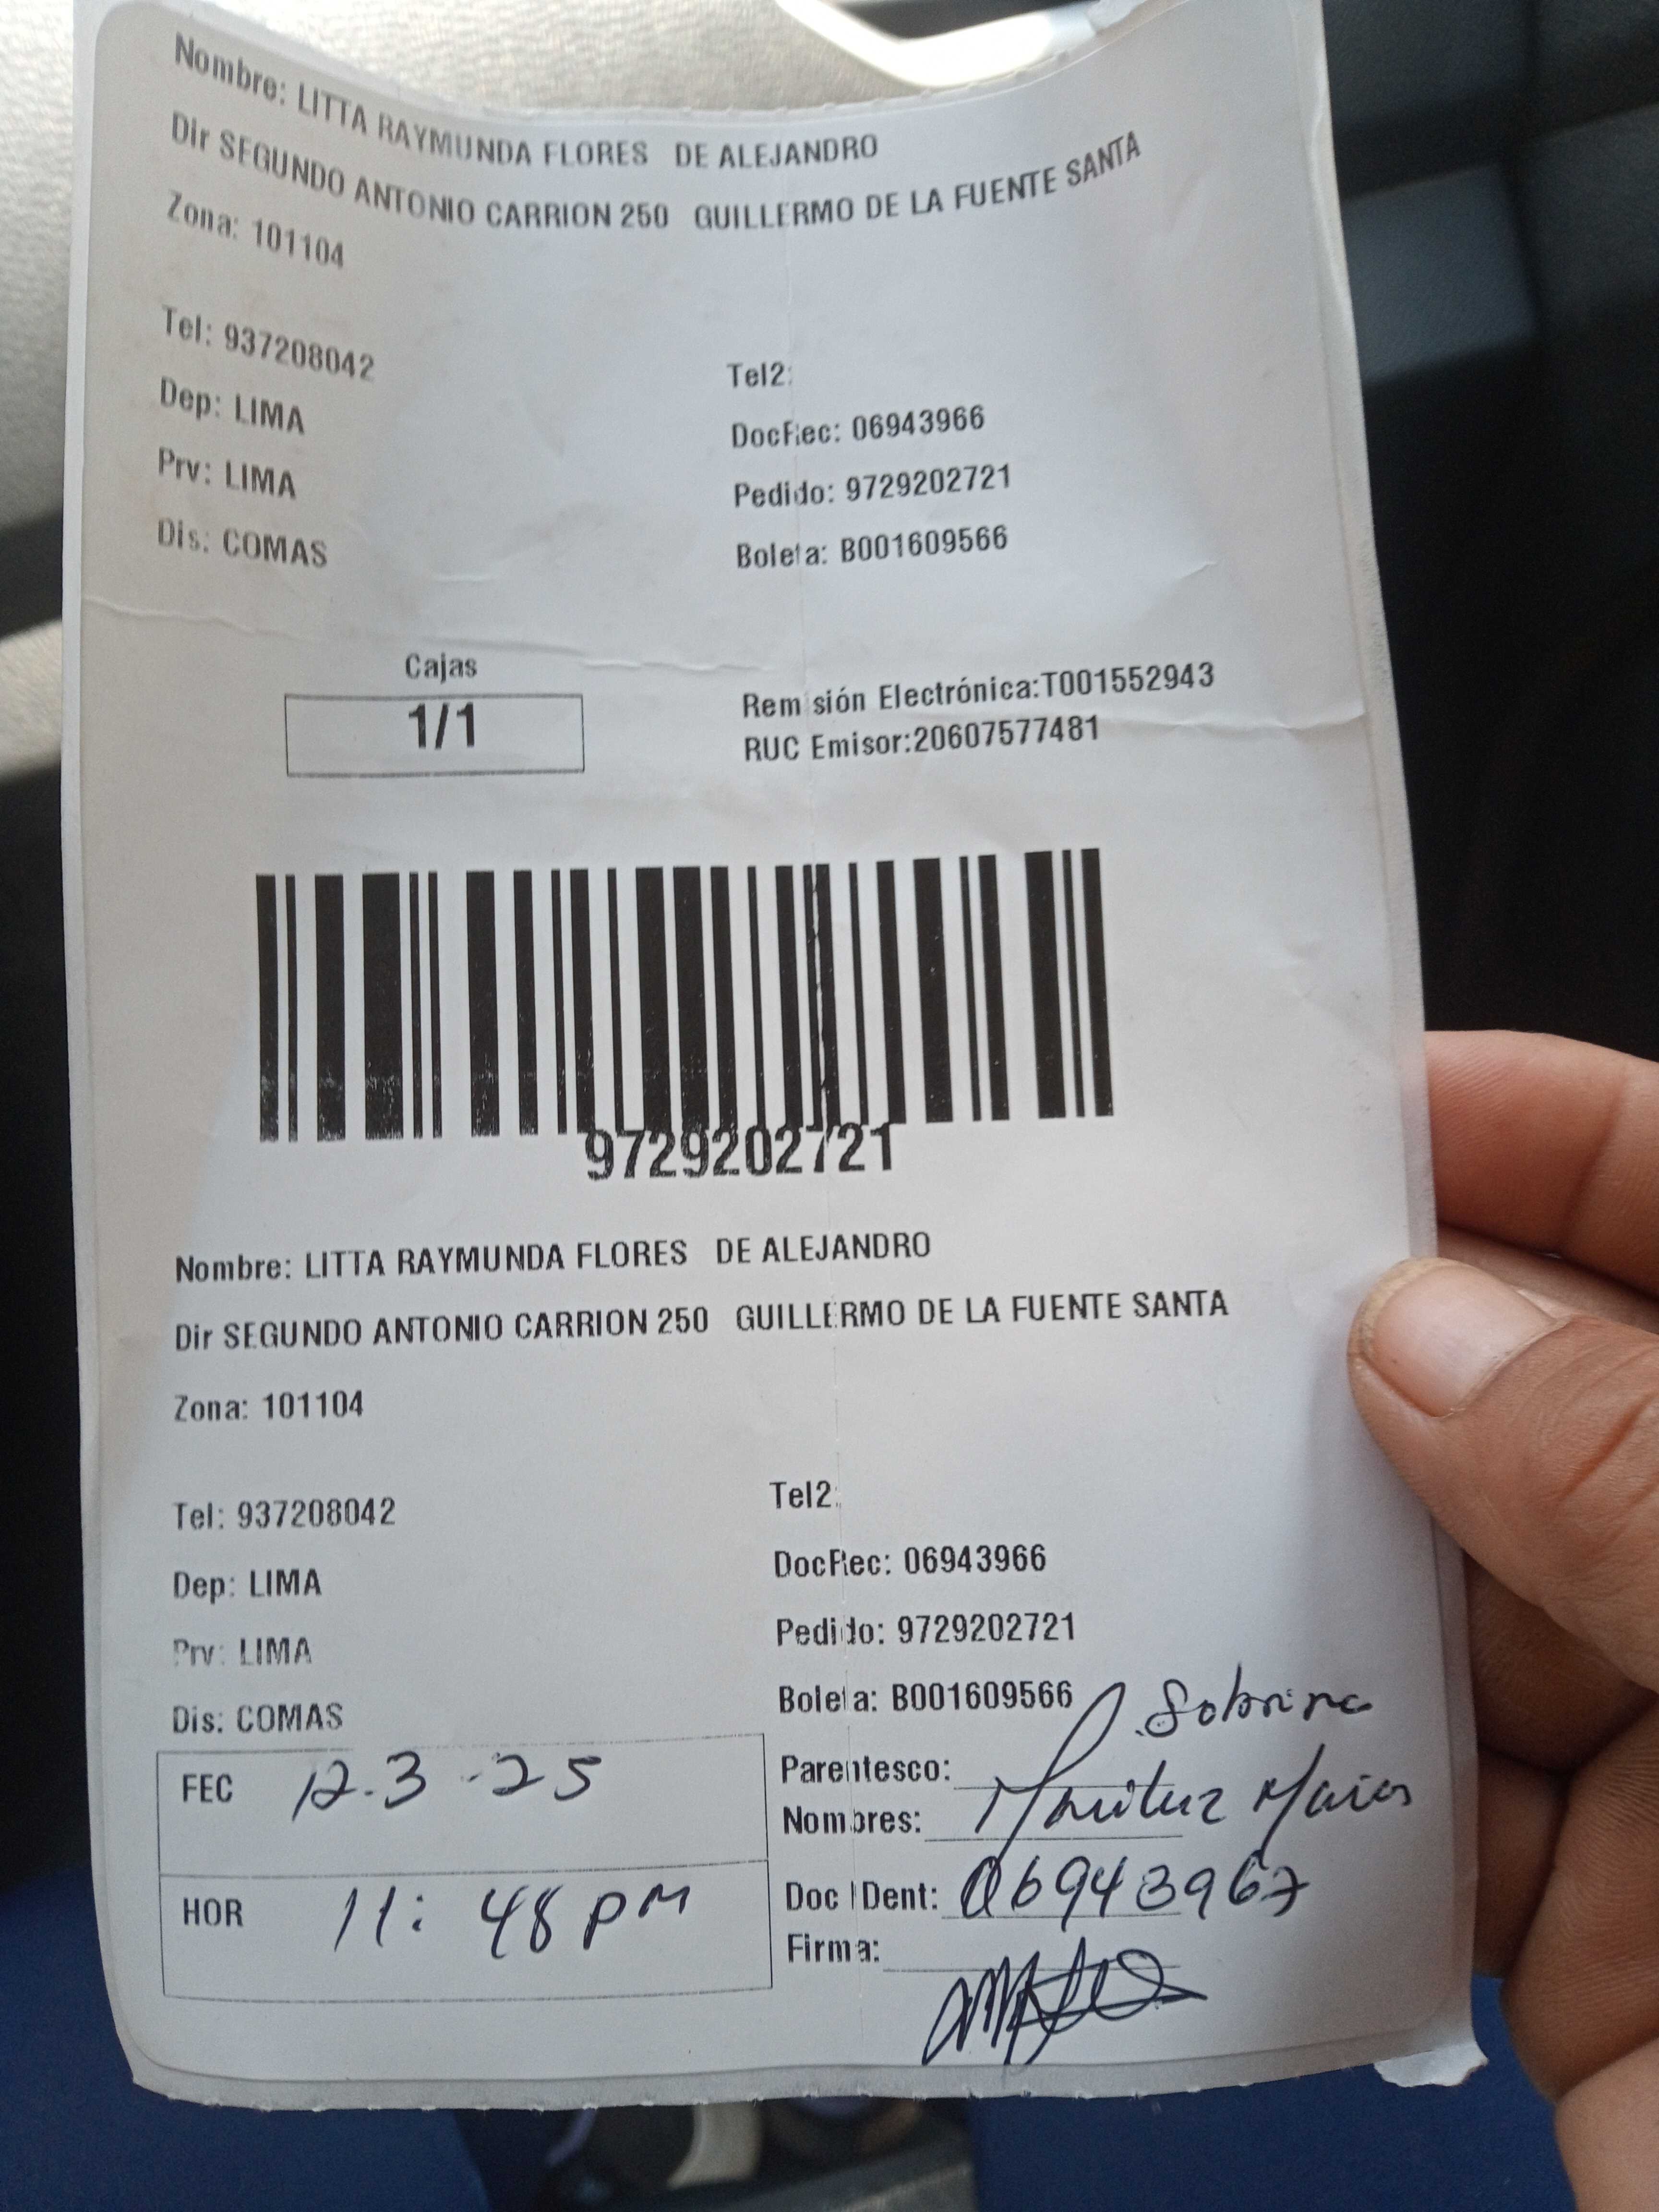 Nombre: LITTA RAYMUNDA FLORES DE ALEJANDRO
Dir SEGUNDO ANTONIO CARRION 250 GUILLERMO DE LA FUENTE SANTA
Zona: 101104
Tel: 937208042
Tel2:
Dep: LIMA
DocRec: 06943966
Prv: LIMA
Pedido: 9729202721
Dis: COMAS
Boleta: B001609566
Cajas
1/1
Remisión Electrónica:T001552943
RUC Emisor:20607577481
9729202721
Nombre: LITTA RAYMUNDA FLORES DE ALEJANDRO
Dir SEGUNDO ANTONIO CARRION 250 GUILLERMO DE LA FUENTE SANTA
Zona: 101104
Tel: 937208042
Tel2:
Dep: LIMA
DocRec: 06943966
Prv: LIMA
Pedido: 9729202721
Dis: COMAS
Boleta: B001609566
FEC 12.3-25
HOR 11:48 PM
Parentesco: Sobrina
Nombres:
Doc IDent: 06943967
Firma: